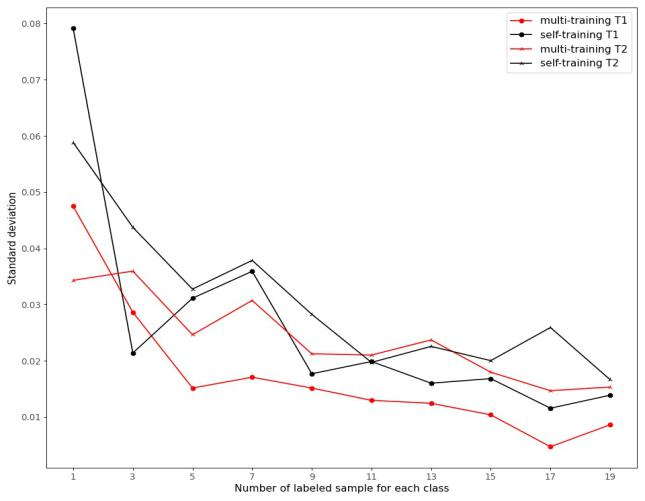 multi-training T1
self-training T1
multi-training T2
self-training T2
Standard deviation
0.08
0.07
0.06
0.05
0.04
0.03
0.02
0.01
1 3 5 7 9 11 13 15 17 19
Number of labeled sample for each class